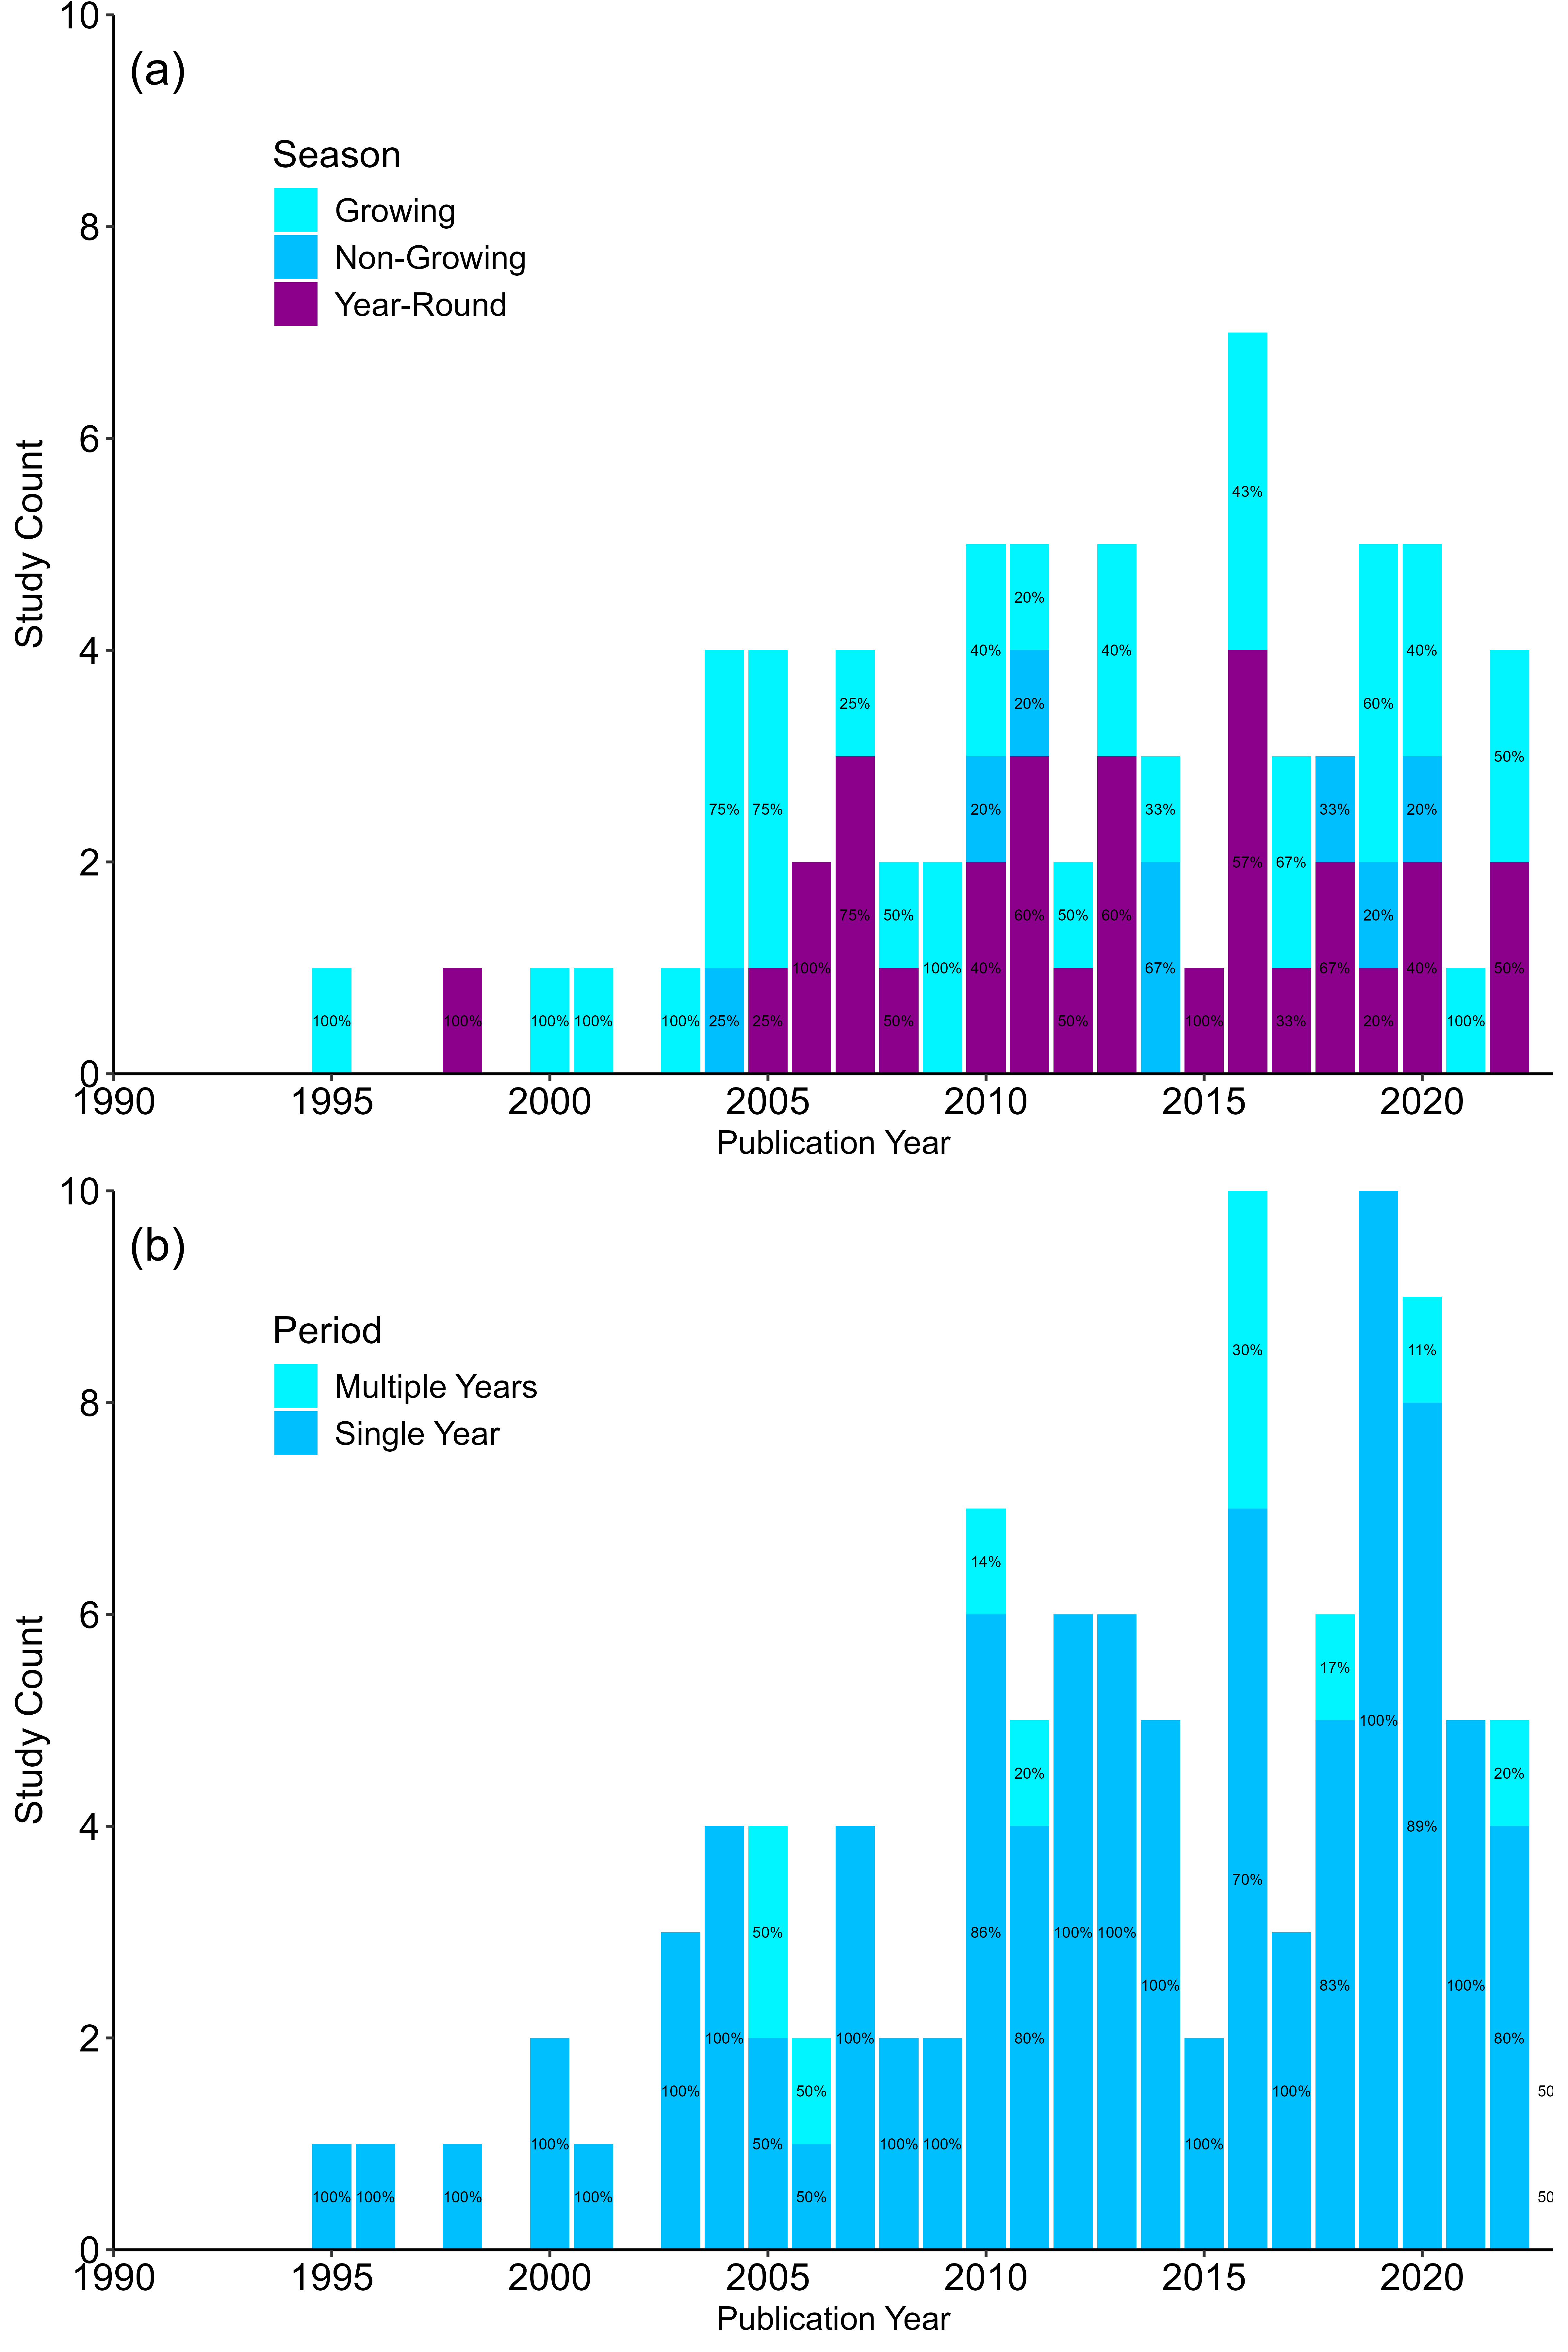 10
(a)
Season
Growing
8
Non-Growing
Year-Round
6
43%
Study Count
20%
4 40% 40% 40%
25% 20% 60%
50%
75% 75% 20% 33% 33% 20%
2 57% 67%
75% 50% 60% 50% 60% 20%
100% 100% 40% 67% 67% 40% 50%
100% 100% 100% 100% 100% 25% 25% 50% 50% 100% 33% 20% 100%
0
1990 1995 2000 2005 2010 2015 2020
Publication Year
10
(b)
Period
30% 11%
Multiple Years
8
Single Year
14%
6
17%
Study Count
100%
20% 20%
4 89%
70%
50% 86% 100% 100%
100% 83% 100%
2 100% 100% 80% 80%
100% 50% 100% 50
100% 50% 100% 100% 100%
100% 100% 100% 100% 50% 50
0
1990 1995 2000 2005 2010 2015 2020
Publication Year